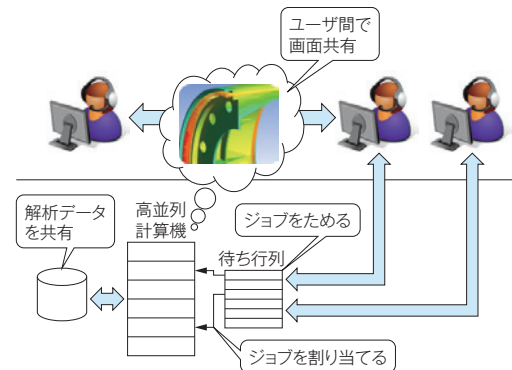 ユーザ間で
画面共有
解析データ
を共有
高並列
計算機
ジョブをためる
待ち行列
ジョブを割り当てる